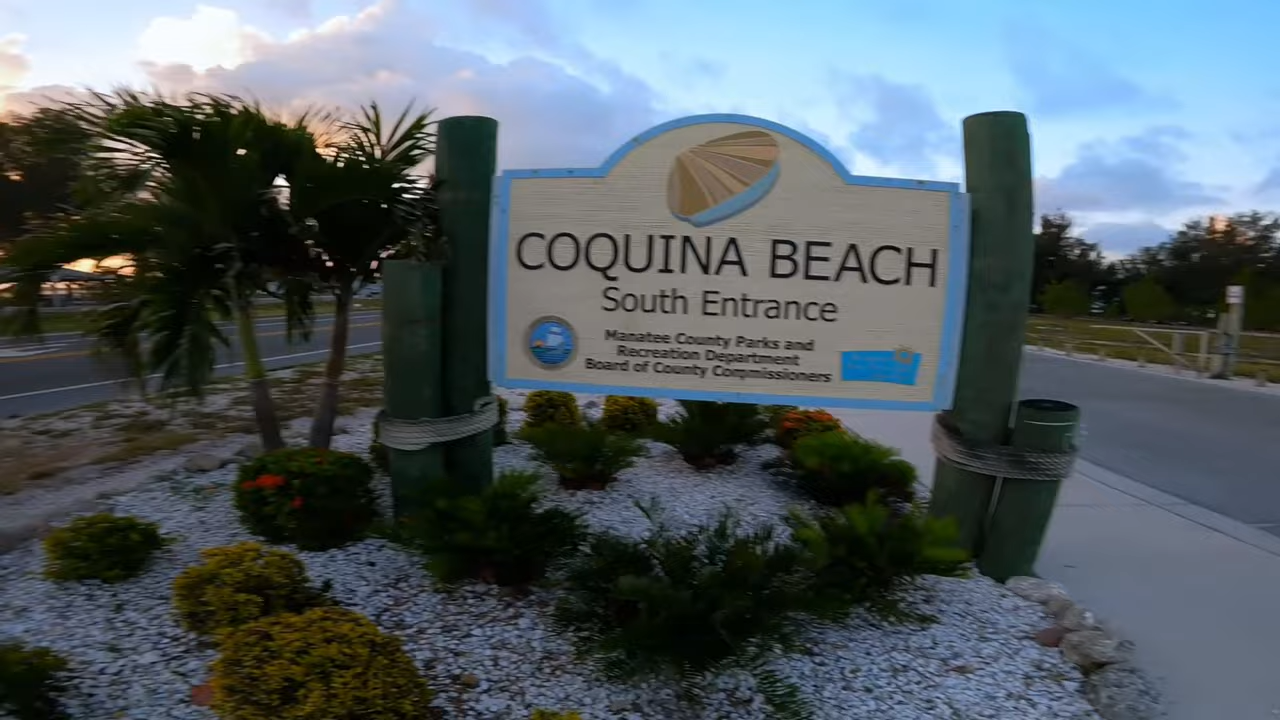 COQUINA BEACH
South Entrance
Manatee County Parks and
Recreation Department
Board of County Commissioners